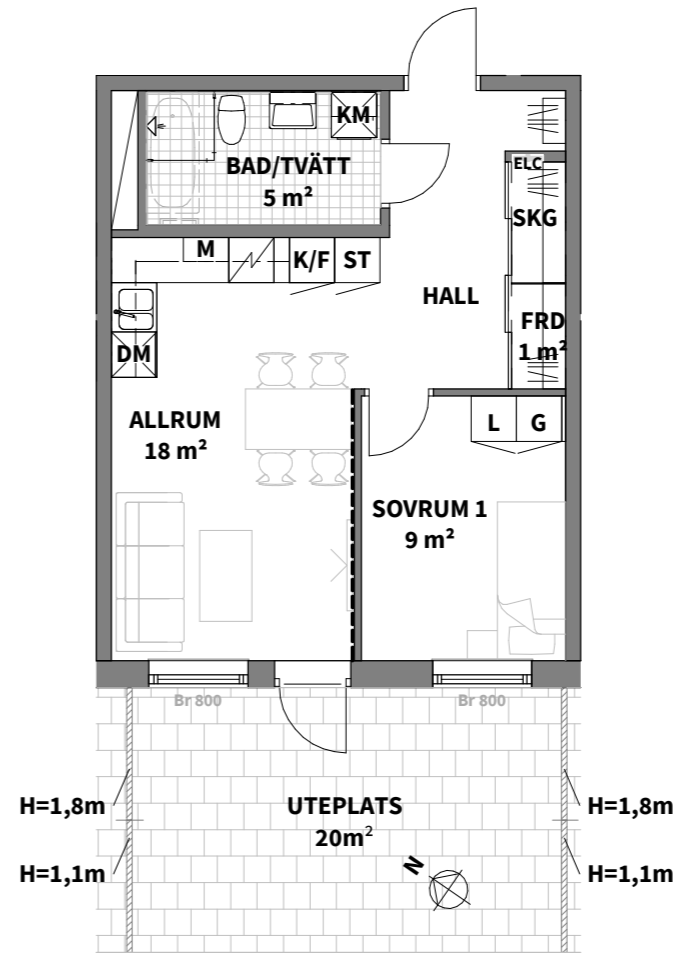 KM
BAD/TVÄTT
5 m²
ELC
SKG
M
K/F
ST
HALL
FRD
1 m²
DM
ALLRUM
18 m²
L
G
SOVRUM 1
9 m²
Br 800
Br 800
H=1,8m
UTEPLATS
20m²
H=1,8m
H=1,1m
N
H=1,1m